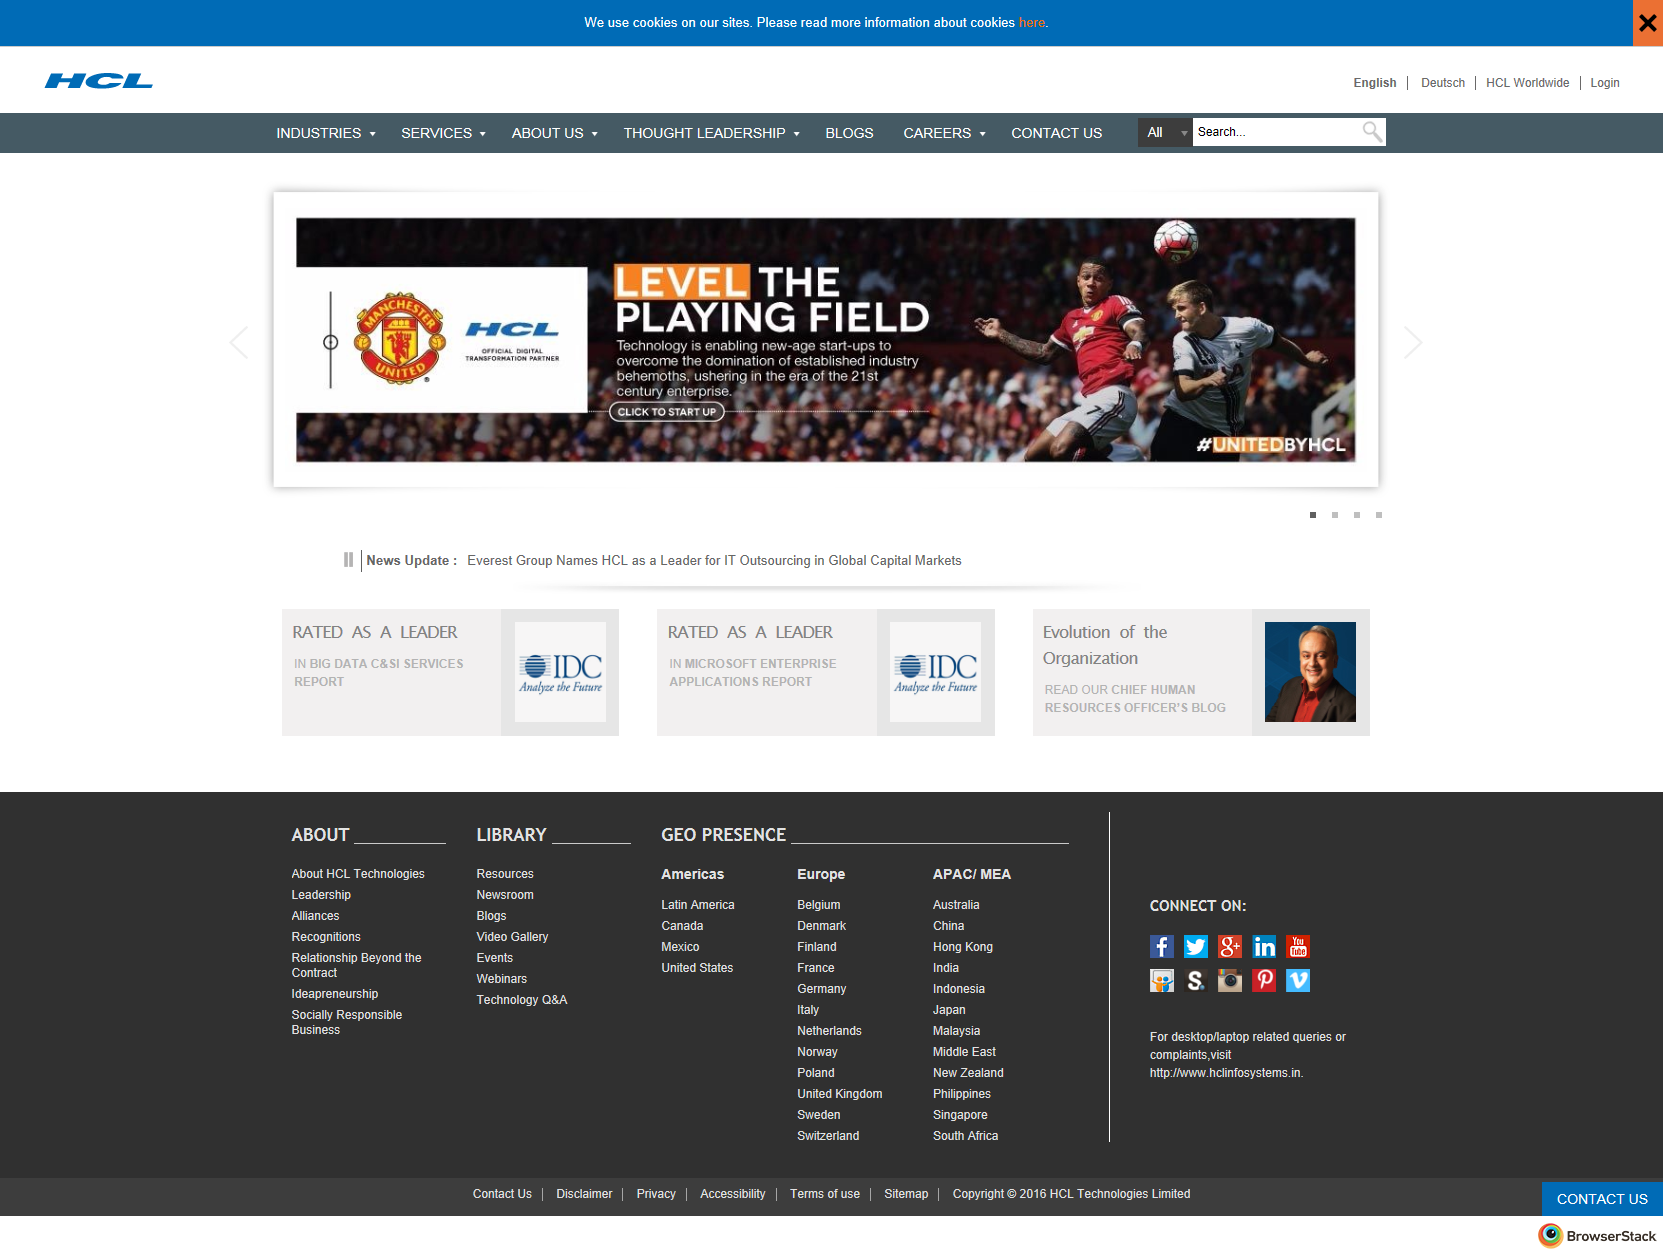 We use cookies on our sites. Please read more information about cookies here.
HCL
English
Deutsch
HCL Worldwide
Login
INDUSTRIES
SERVICES
ABOUT US
THOUGHT LEADERSHIP
BLOGS
CAREERS
CONTACT US
All
Search...
MANCHESTER
UNITED
HCL
OFFICIAL DIGITAL
TRANSFORMATION PARTNER
LEVEL THE
PLAYING FIELD
Technology is enabling new-age start-ups to
overcome the domination of established industry
behemoths, ushering in the era of the 21st
century enterprise.
CLICK TO START UP
#UNITEDBYHCL
News Update : Everest Group Names HCL as a Leader for IT Outsourcing in Global Capital Markets
RATED AS A LEADER
IN BIG DATA C&SI SERVICES
REPORT
IDC
Analyze the Future
RATED AS A LEADER
IN MICROSOFT ENTERPRISE
APPLICATIONS REPORT
IDC
Analyze the Future
Evolution of the
Organization
READ OUR CHIEF HUMAN
RESOURCES OFFICER'S BLOG
ABOUT
About HCL Technologies
Leadership
Alliances
Recognitions
Relationship Beyond the
Contract
Ideapreneurship
Socially Responsible
Business
LIBRARY
Resources
Newsroom
Blogs
Video Gallery
Events
Webinars
Technology Q&A
GEO PRESENCE
Americas
Latin America
Canada
Mexico
United States
Europe
Belgium
Denmark
Finland
France
Germany
Italy
Netherlands
Norway
Poland
United Kingdom
Sweden
Switzerland
APAC/ MEA
Australia
China
Hong Kong
India
Indonesia
Japan
Malaysia
Middle East
New Zealand
Philippines
Singapore
South Africa
CONNECT ON:
You
Tube
For desktop/laptop related queries or
complaints,visit
http://www.hclinfosystems.in.
Contact Us
Disclaimer
Privacy
Accessibility
Terms of use
Sitemap
Copyright © 2016 HCL Technologies Limited
CONTACT US
BrowserStack